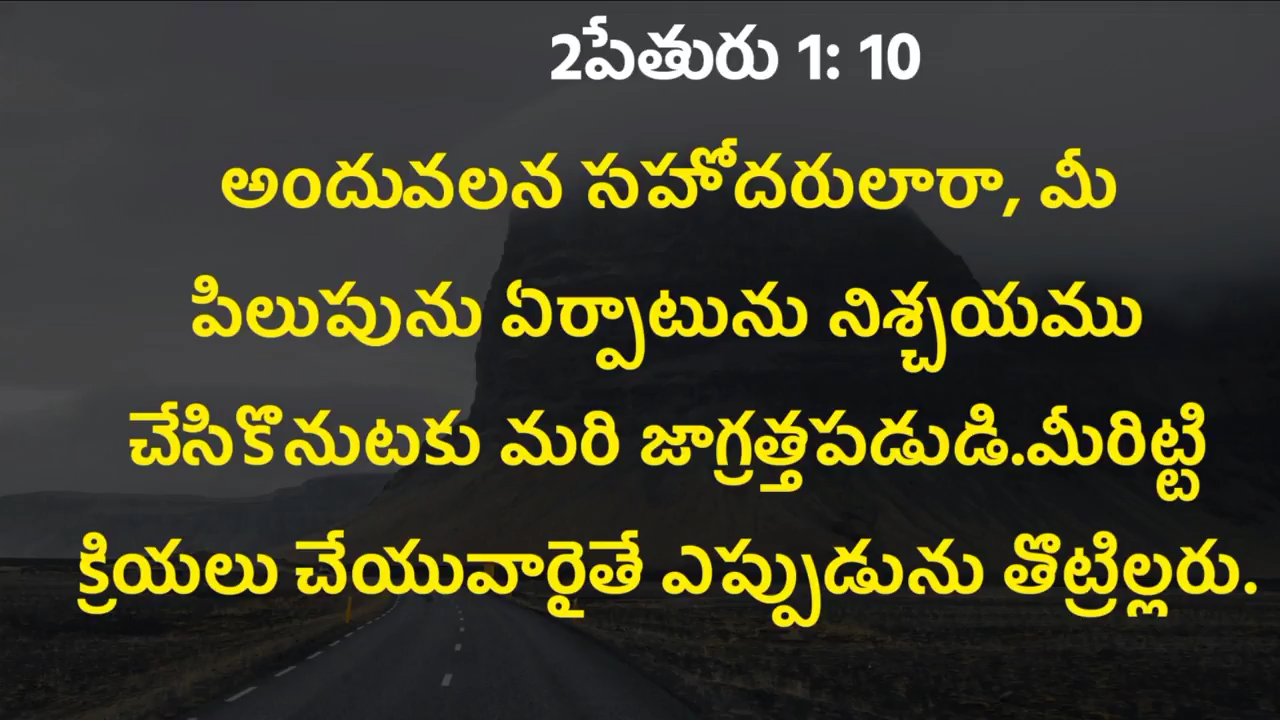 2పేతురు 1: 10
అందువలన సహోదరులారా, మీ
పిలుపును ఏర్పాటును నిశ్చయము
చేసికొనుటకు మరి జాగ్రత్తపడుడి.మీరిట్టి
క్రియలు చేయువారైతే ఎప్పుడును తొట్రిల్లరు.